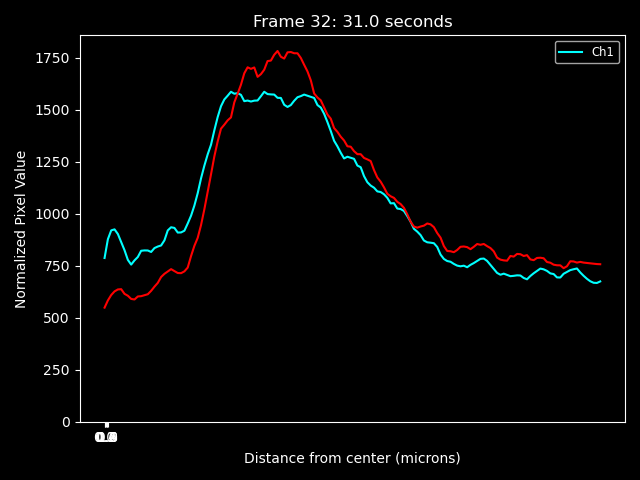 Frame 32: 31.0 seconds
Ch1
1750
1500
1250
1000
750
500
250
0
Normalized Pixel Value
Distance from center (microns)